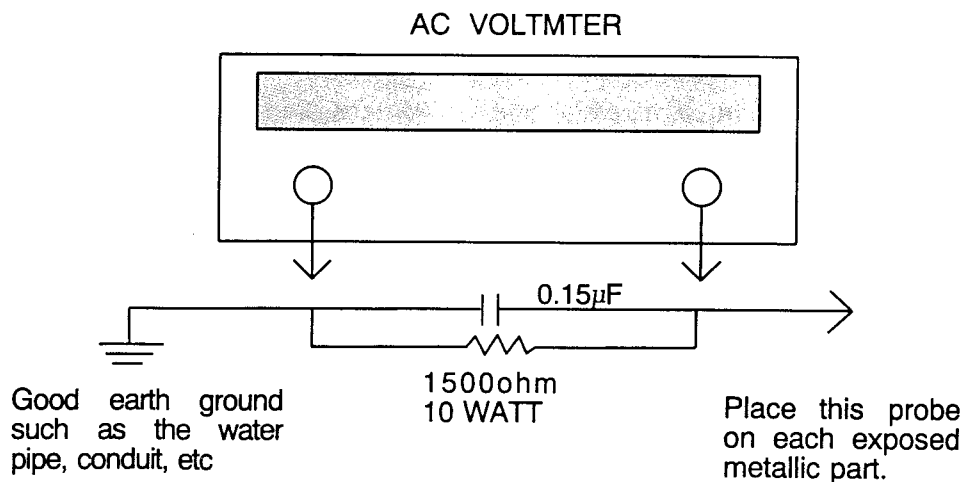 AC VOLTMTER
0.15µF
1500ohm
10 WATT
Good earth ground
such as the water
pipe, conduit, etc
Place this probe
on each exposed
metallic part.